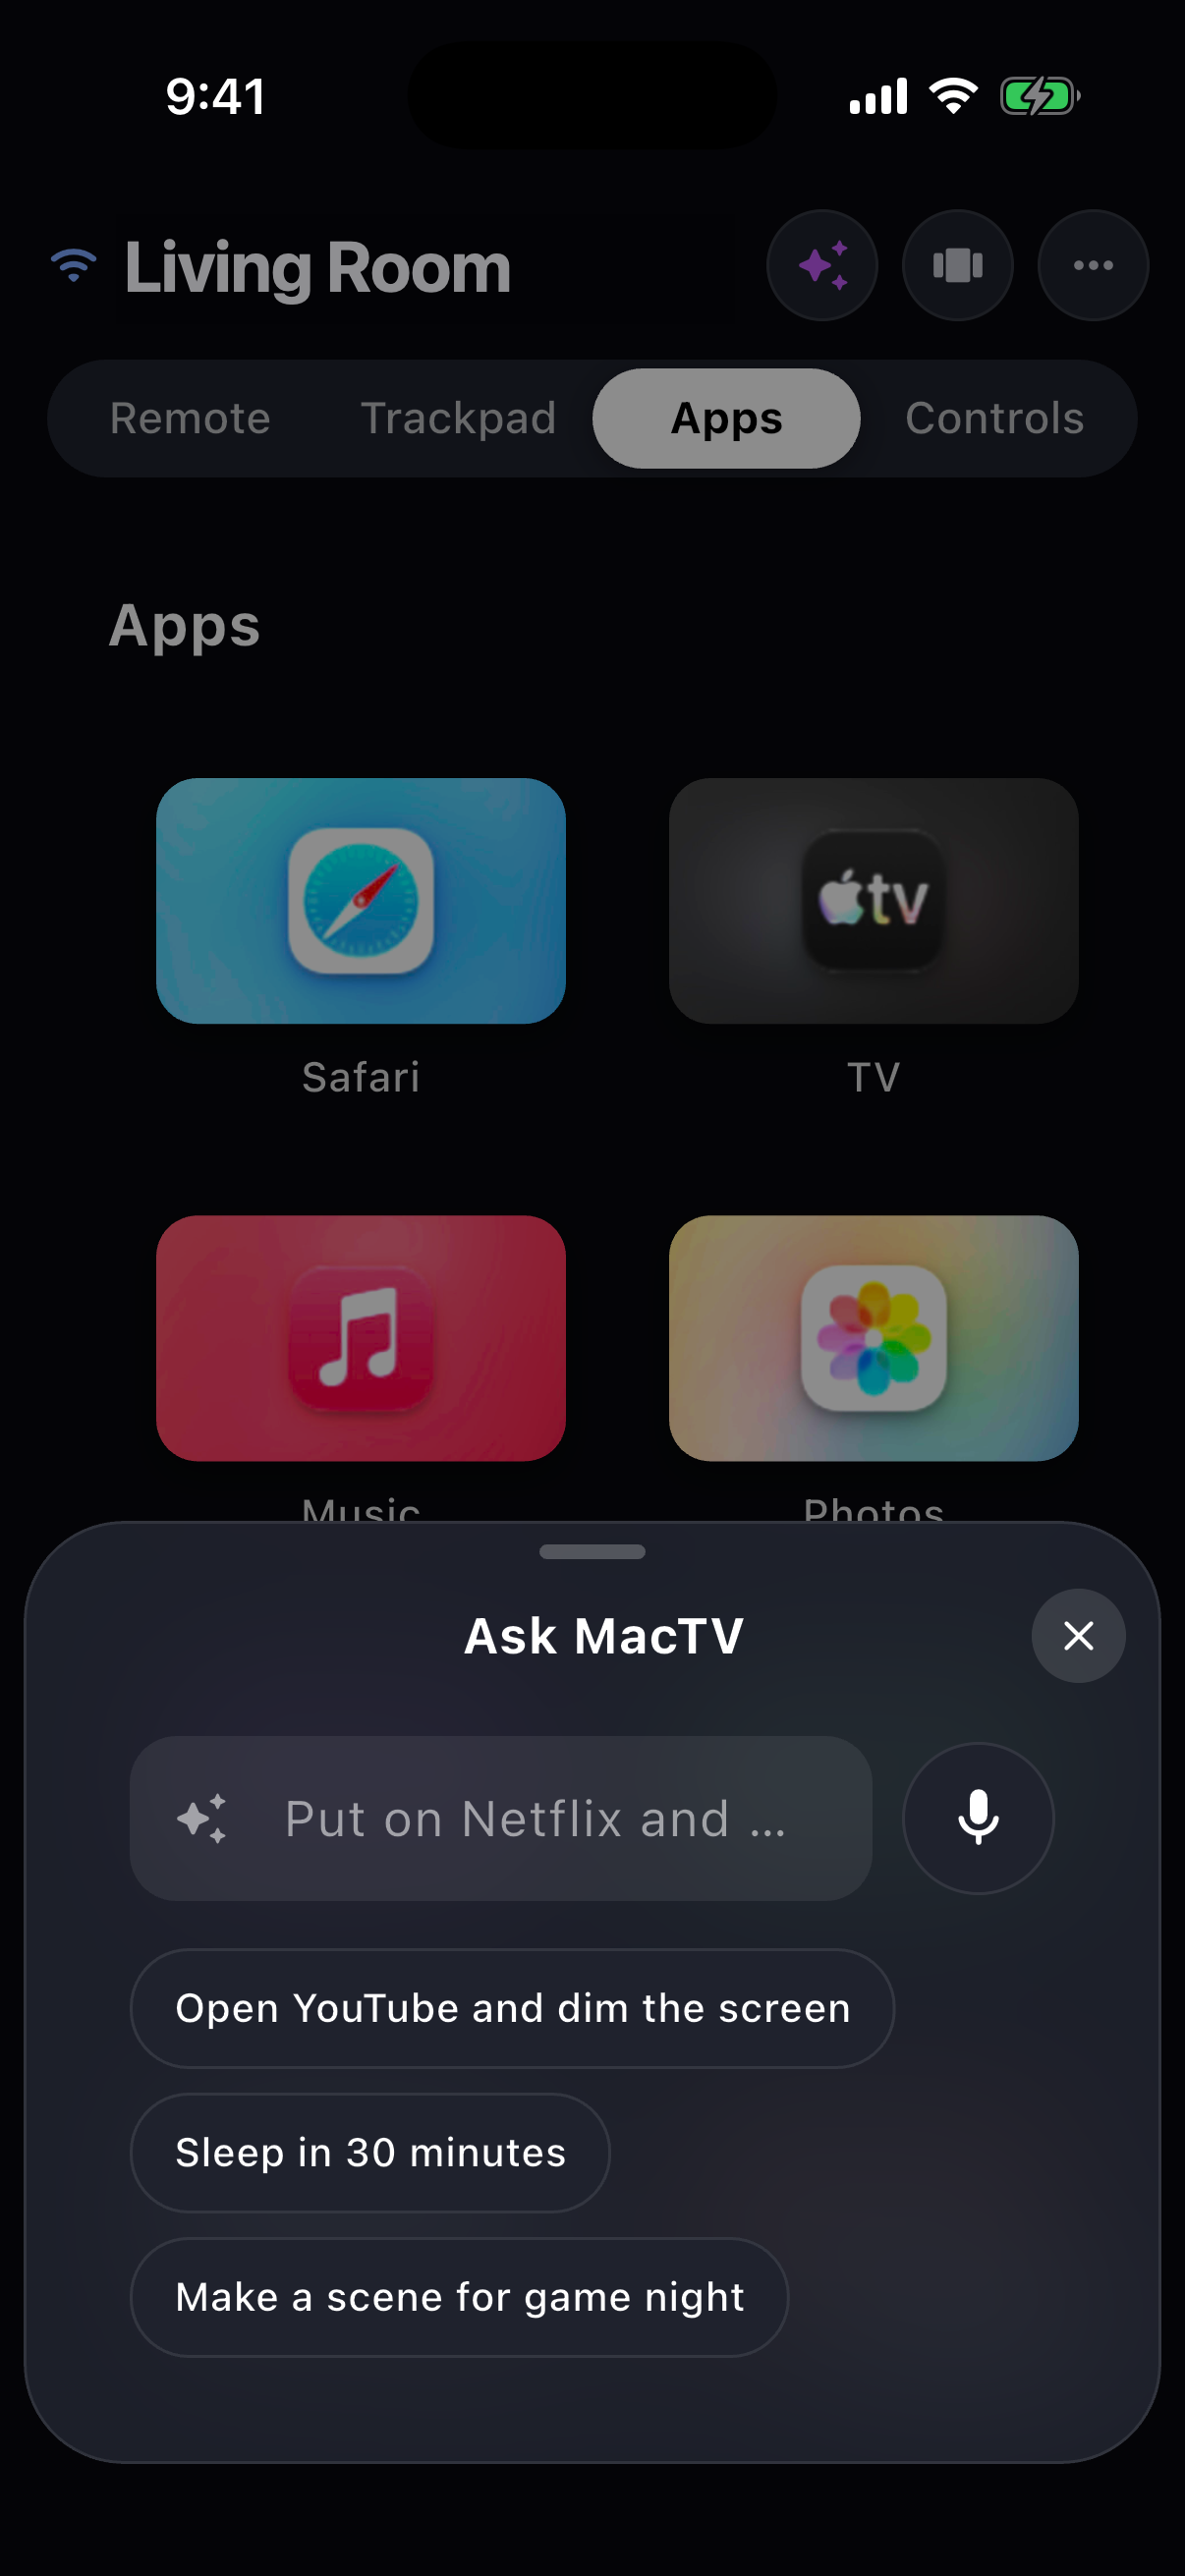 9:41
Living Room
Remote Trackpad Apps Controls
Apps
tv
Safari TV
Music Photos
Ask MacTV
Put on Netflix and ...
Open YouTube and dim the screen
Sleep in 30 minutes
Make a scene for game night